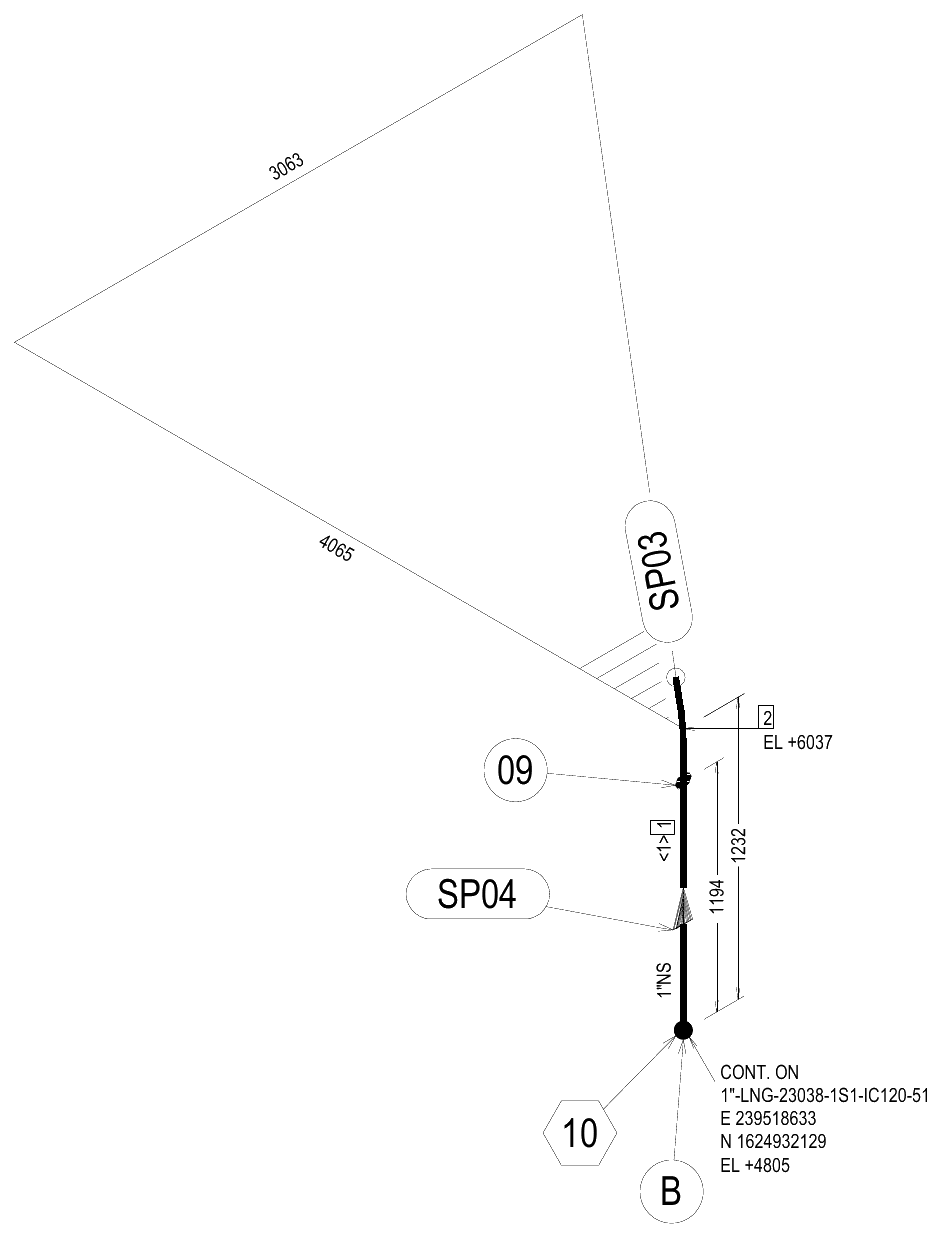 3063
4065
SP03
2
EL +6037
09
<1> 1
1232
1194
SP04
1"NS
CONT. ON
1"-LNG-23038-1S1-IC120-51
E 239518633
N 1624932129
EL +4805
10
B